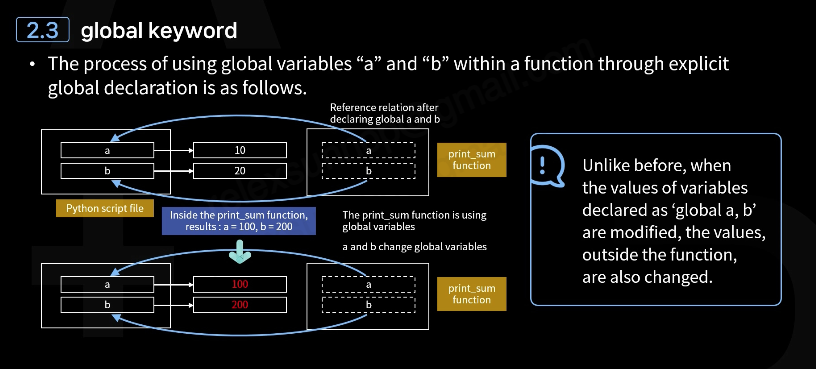 2.3 global keyword
• The process of using global variables “a” and “b” within a function through explicit
global declaration is as follows.
Reference relation after
declaring global a and b
a
10
a
b
20
b
print_sum
function
Python script file
Inside the print_sum function,
results : a = 100, b = 200
The print_sum function is using
global variables
a and b change global variables
a
100
a
b
200
b
print_sum
function
!
Unlike before, when
the values of variables
declared as ‘global a, b’
are modified, the values,
outside the function,
are also changed.